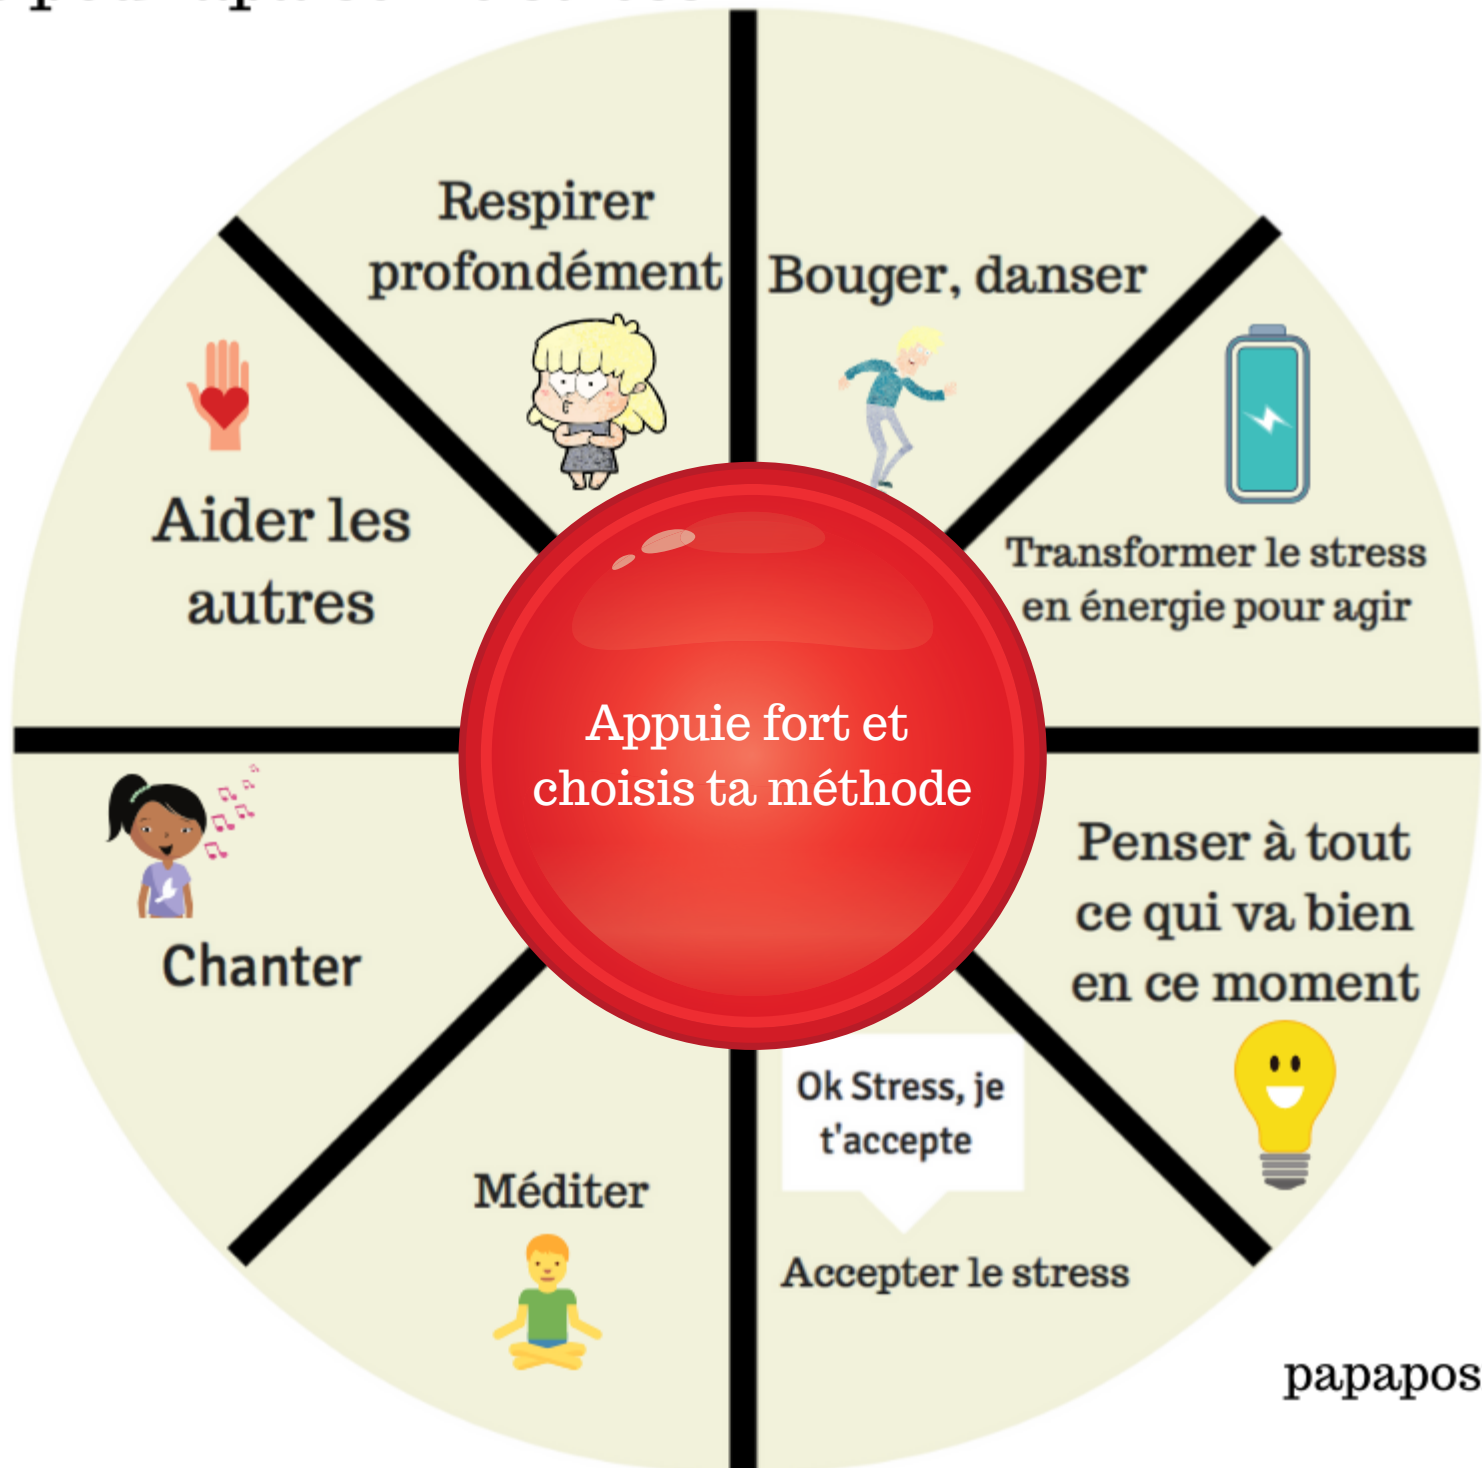 Respirer
profondément
Bouger, danser
Transformer le stress
en énergie pour agir
Penser à tout
ce qui va bien
en ce moment
Ok Stress, je
t'accepte
Accepter le stress
Méditer
Chanter
Aider les
autres
Appuie fort et
choisis ta méthode
papapos